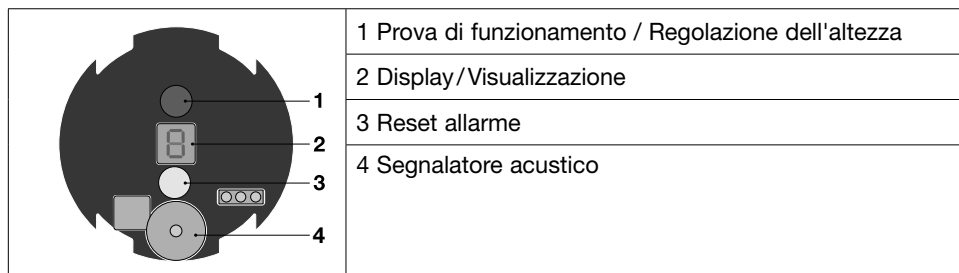 1 Prova di funzionamento / Regolazione dell'altezza
2 Display/Visualizzazione
3 Reset allarme
4 Segnalatore acustico
8
1
2
3
4